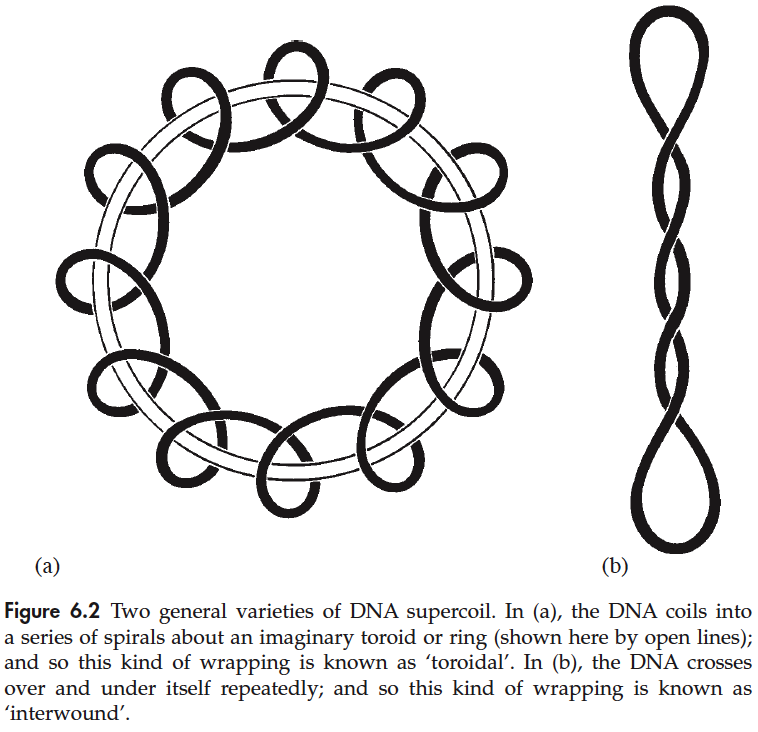 (a)
(b)
Figure 6.2 Two general varieties of DNA supercoil. In (a), the DNA coils into
a series of spirals about an imaginary toroid or ring (shown here by open lines);
and so this kind of wrapping is known as ‘toroidal’. In (b), the DNA crosses
over and under itself repeatedly; and so this kind of wrapping is known as
‘interwound’.